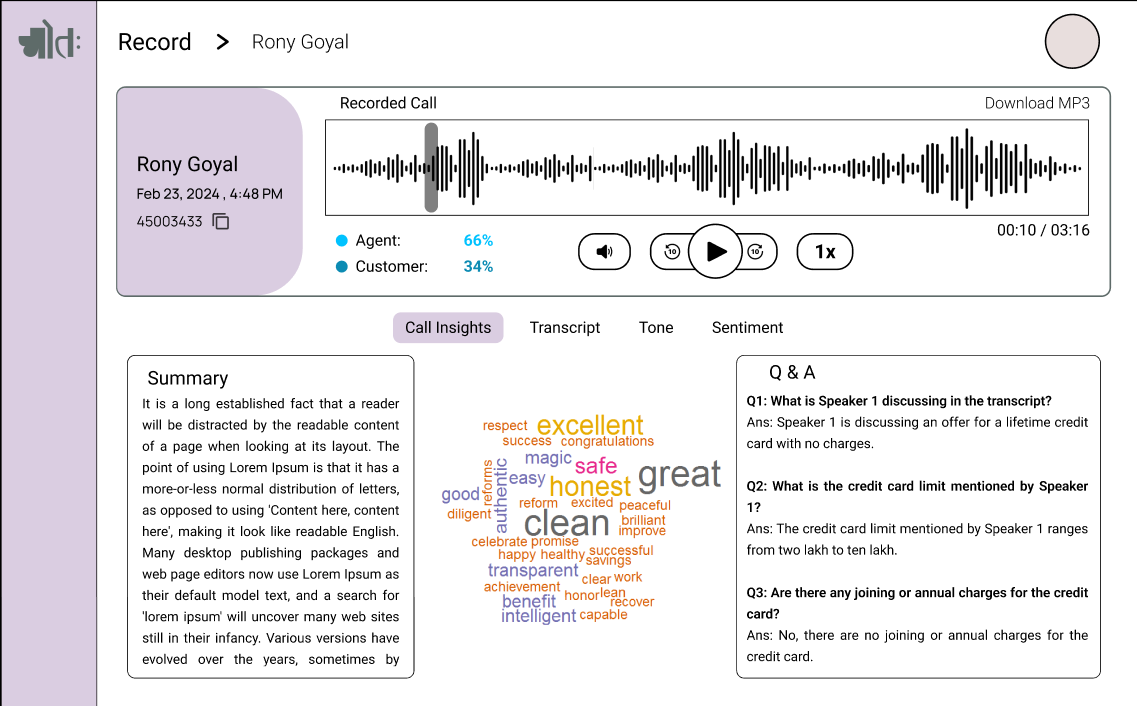 Record > Rony Goyal
Recorded Call
Download MP3
Rony Goyal
Feb 23, 2024 , 4:48 PM
45003433
00:10 / 03:16
Agent: 66%
Customer: 34%
10
10
1x
Call Insights
Transcript
Tone
Sentiment
Summary
It is a long established fact that a reader
will be distracted by the readable content
of a page when looking at its layout. The
point of using Lorem Ipsum is that it has a
more-or-less normal distribution of letters,
as opposed to using 'Content here, content
here', making it look like readable English.
Many desktop publishing packages and
web page editors now use Lorem Ipsum as
their default model text, and a search for
'lorem ipsum' will uncover many web sites
still in their infancy. Various versions have
evolved over the years, sometimes by
respect excellent
success congratulations
magic safe
great
reforms authentic easy honest
good
reform excited peaceful
diligent clean brilliant
improve
celebrate promise
happy healthy successful
savings
transparent clear work
achievement honor lean
benefit recover
intelligent capable
Q & A
Q1: What is Speaker 1 discussing in the transcript?
Ans: Speaker 1 is discussing an offer for a lifetime credit
card with no charges.
Q2: What is the credit card limit mentioned by Speaker
1?
Ans: The credit card limit mentioned by Speaker 1 ranges
from two lakh to ten lakh.
Q3: Are there any joining or annual charges for the credit
card?
Ans: No, there are no joining or annual charges for the
credit card.